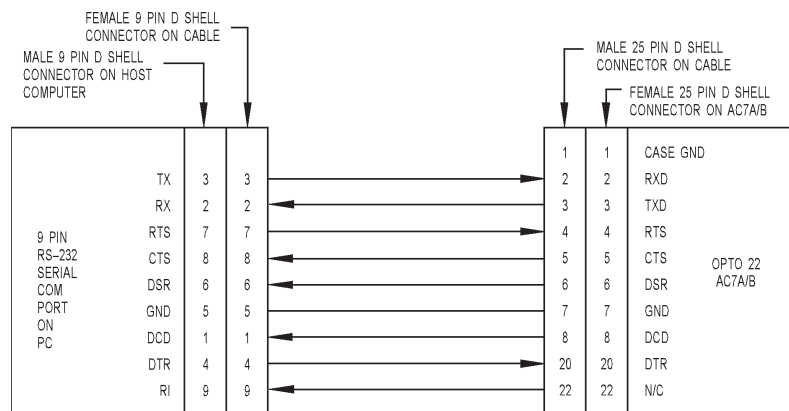 FEMALE 9 PIN D SHELL
CONNECTOR ON CABLE
MALE 9 PIN D SHELL
CONNECTOR ON HOST
COMPUTER
MALE 25 PIN D SHELL
CONNECTOR ON CABLE
FEMALE 25 PIN D SHELL
CONNECTOR ON AC7A/B
1 1 CASE GND
TX 3 3 2 2 RXD
RX 2 2 3 3 TXD
RTS 7 7 4 4 RTS
CTS 8 8 5 5 CTS
DSR 6 6 6 6 DSR
GND 5 5 7 7 GND
DCD 1 1 8 8 DCD
DTR 4 4 20 20 DTR
RI 9 9 22 22 N/C
9 PIN
RS-232
SERIAL
COM
PORT
ON
PC
OPTO 22
AC7A/B